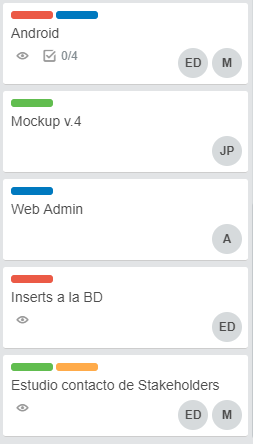 Android
0/4
ED M
Mockup v.4
JP
Web Admin
A
Inserts a la BD
ED
Estudio contacto de Stakeholders
ED M